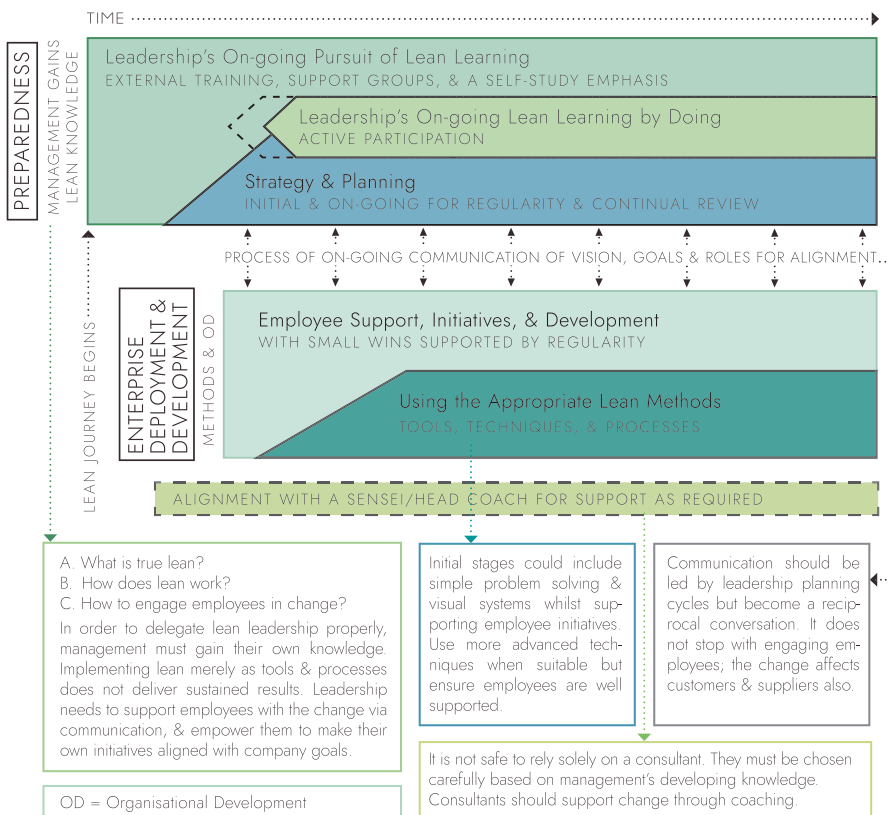 TIME
PREPAREDNESS
MANAGEMENT GAINS
LEAN KNOWLEDGE
Leadership's On-going Pursuit of Lean Learning
EXTERNAL TRAINING, SUPPORT GROUPS, & A SELF-STUDY EMPHASIS
Leadership's On-going Lean Learning by Doing
ACTIVE PARTICIPATION
Strategy & Planning
INITIAL & ON-GOING FOR REGULARITY & CONTINUAL REVIEW
PROCESS OF ON-GOING COMMUNICATION OF VISION, GOALS & ROLES FOR ALIGNMENT...
LEAN JOURNEY BEGINS
ENTERPRISE
DEPLOYMENT &
DEVELOPMENT
METHODS & OD
Employee Support, Initiatives, & Development
WITH SMALL WINS SUPPORTED BY REGULARITY
Using the Appropriate Lean Methods
TOOLS, TECHNIQUES, & PROCESSES
ALIGNMENT WITH A SENSEI/HEAD COACH FOR SUPPORT AS REQUIRED
A. What is true lean?
B. How does lean work?
C. How to engage employees in change?
In order to delegate lean leadership properly,
management must gain their own knowledge.
Implementing lean merely as tools & processes
does not deliver sustained results. Leadership
needs to support employees with the change via
communication, & empower them to make their
own initiatives aligned with company goals.
Initial stages could include
simple problem solving &
visual systems whilst sup-
porting employee initiatives.
Use more advanced tech-
niques when suitable but
ensure employees are well
supported.
Communication should be
led by leadership planning
cycles but become a recip-
rocal conversation. It does
not stop with engaging em-
ployees; the change affects
customers & suppliers also.
It is not safe to rely solely on a consultant. They must be chosen
carefully based on management's developing knowledge.
Consultants should support change through coaching.
OD = Organisational Development